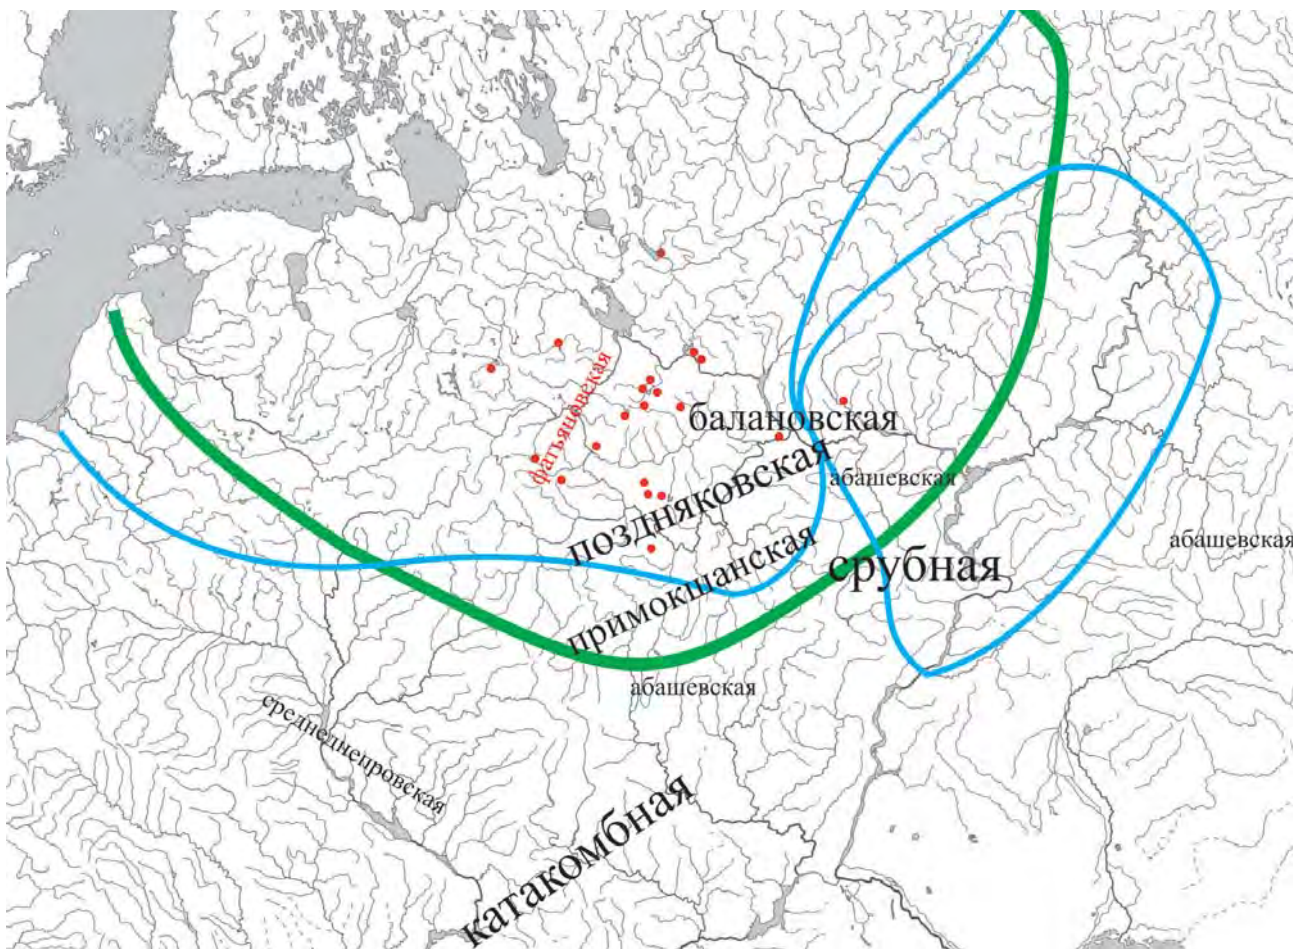 фатьяновская
балановская
поздняковская
абашевская
примокшанская
срубная
абашевская
абашевская
среднеднепровская
катакомбная